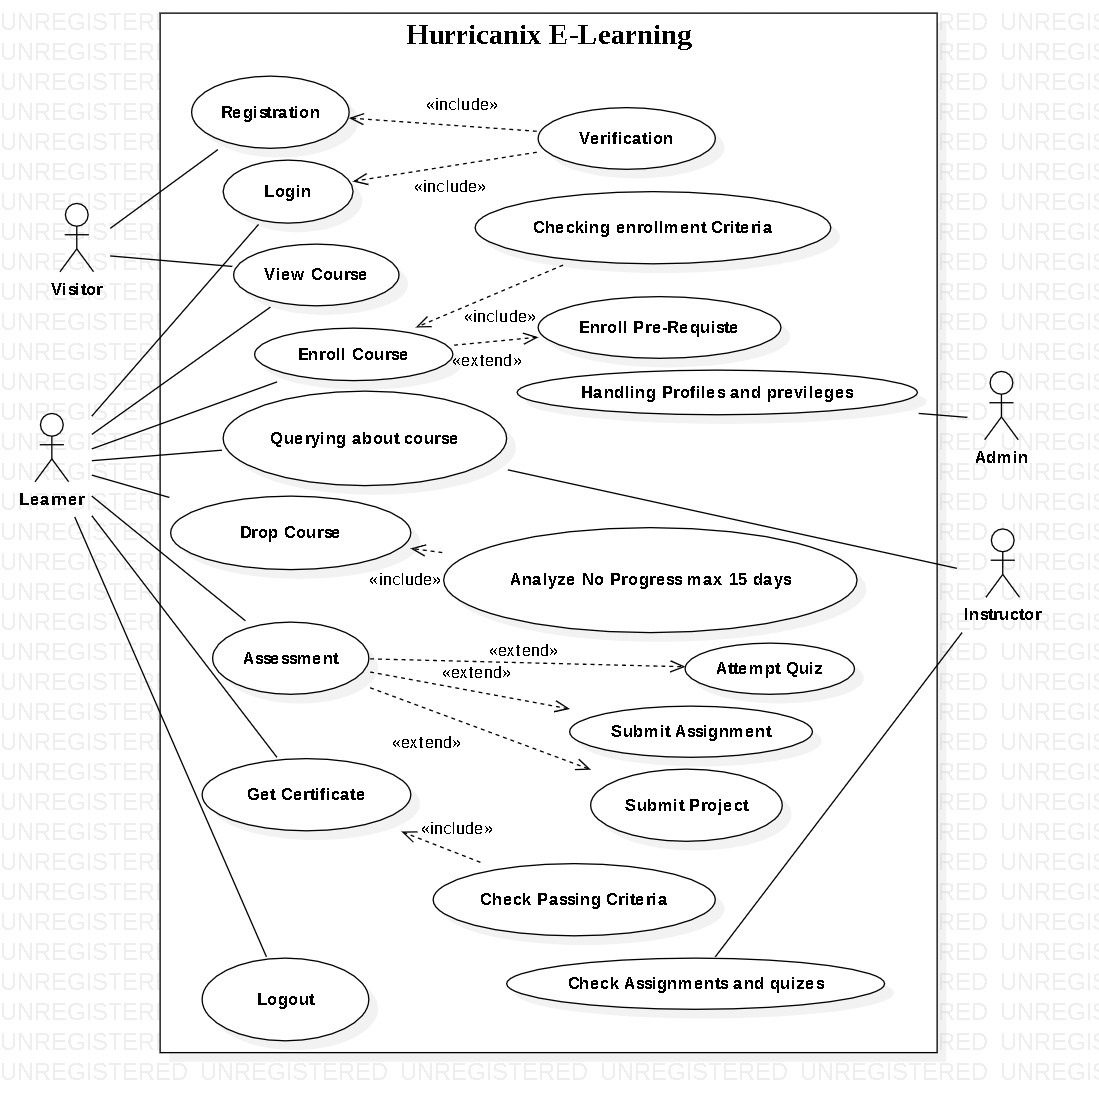 Hurricanix E-Learning
Registration
«include»
Verification
Login
«include»
Checking enrollment Criteria
Visitor
View Course
«include»
Enroll Pre-Requiste
Enroll Course
«extend»
Handling Profiles and previleges
Querying about course
Admin
Learner
Drop Course
«include»
Analyze No Progress max 15 days
Instructor
Assessment
«extend»
Attempt Quiz
«extend»
Submit Assignment
«extend»
Submit Project
Get Certificate
«include»
Check Passing Criteria
Check Assignments and quizes
Logout
UNREGISTERED UNREGISTERED UNREGISTERED UNREGISTERED UNREGISTERED UNREGIS